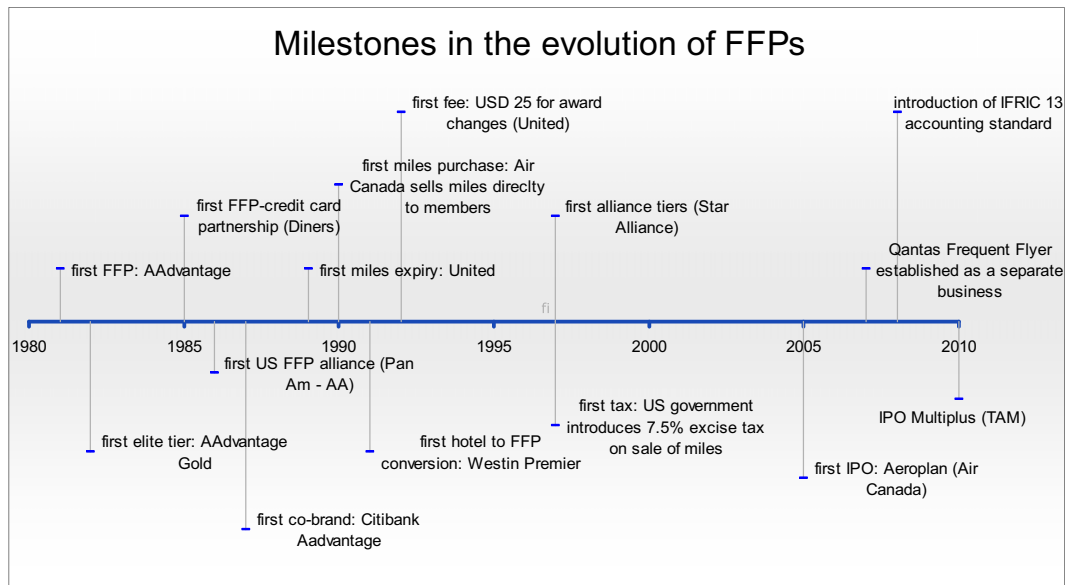 Milestones in the evolution of FFPs
first fee: USD 25 for award
changes (United)
introduction of IFRIC 13
accounting standard
first miles purchase: Air
Canada sells miles direclty
to members
first FFP-credit card
partnership (Diners)
first alliance tiers (Star
Alliance)
first FFP: AAdvantage
first miles expiry: United
Qantas Frequent Flyer
established as a separate
business
fi
1980 1985 1990 1995 2000 2005 2010
first US FFP alliance (Pan
Am - AA)
first tax: US government
introduces 7.5% excise tax
on sale of miles
IPO Multiplus (TAM)
first elite tier: AAdvantage
Gold
first hotel to FFP
conversion: Westin Premier
first IPO: Aeroplan (Air
Canada)
first co-brand: Citibank
Aadvantage